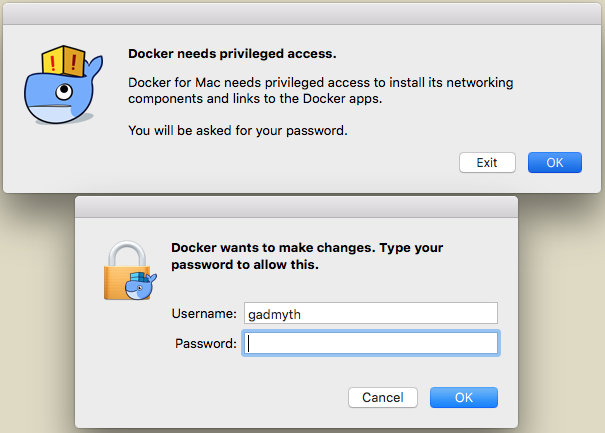 Docker needs privileged access.
Docker for Mac needs privileged access to install its networking
components and links to the Docker apps.
You will be asked for your password.
Exit
OK
Docker wants to make changes. Type your
password to allow this.
Username: gadmyth
Password:
Cancel
OK